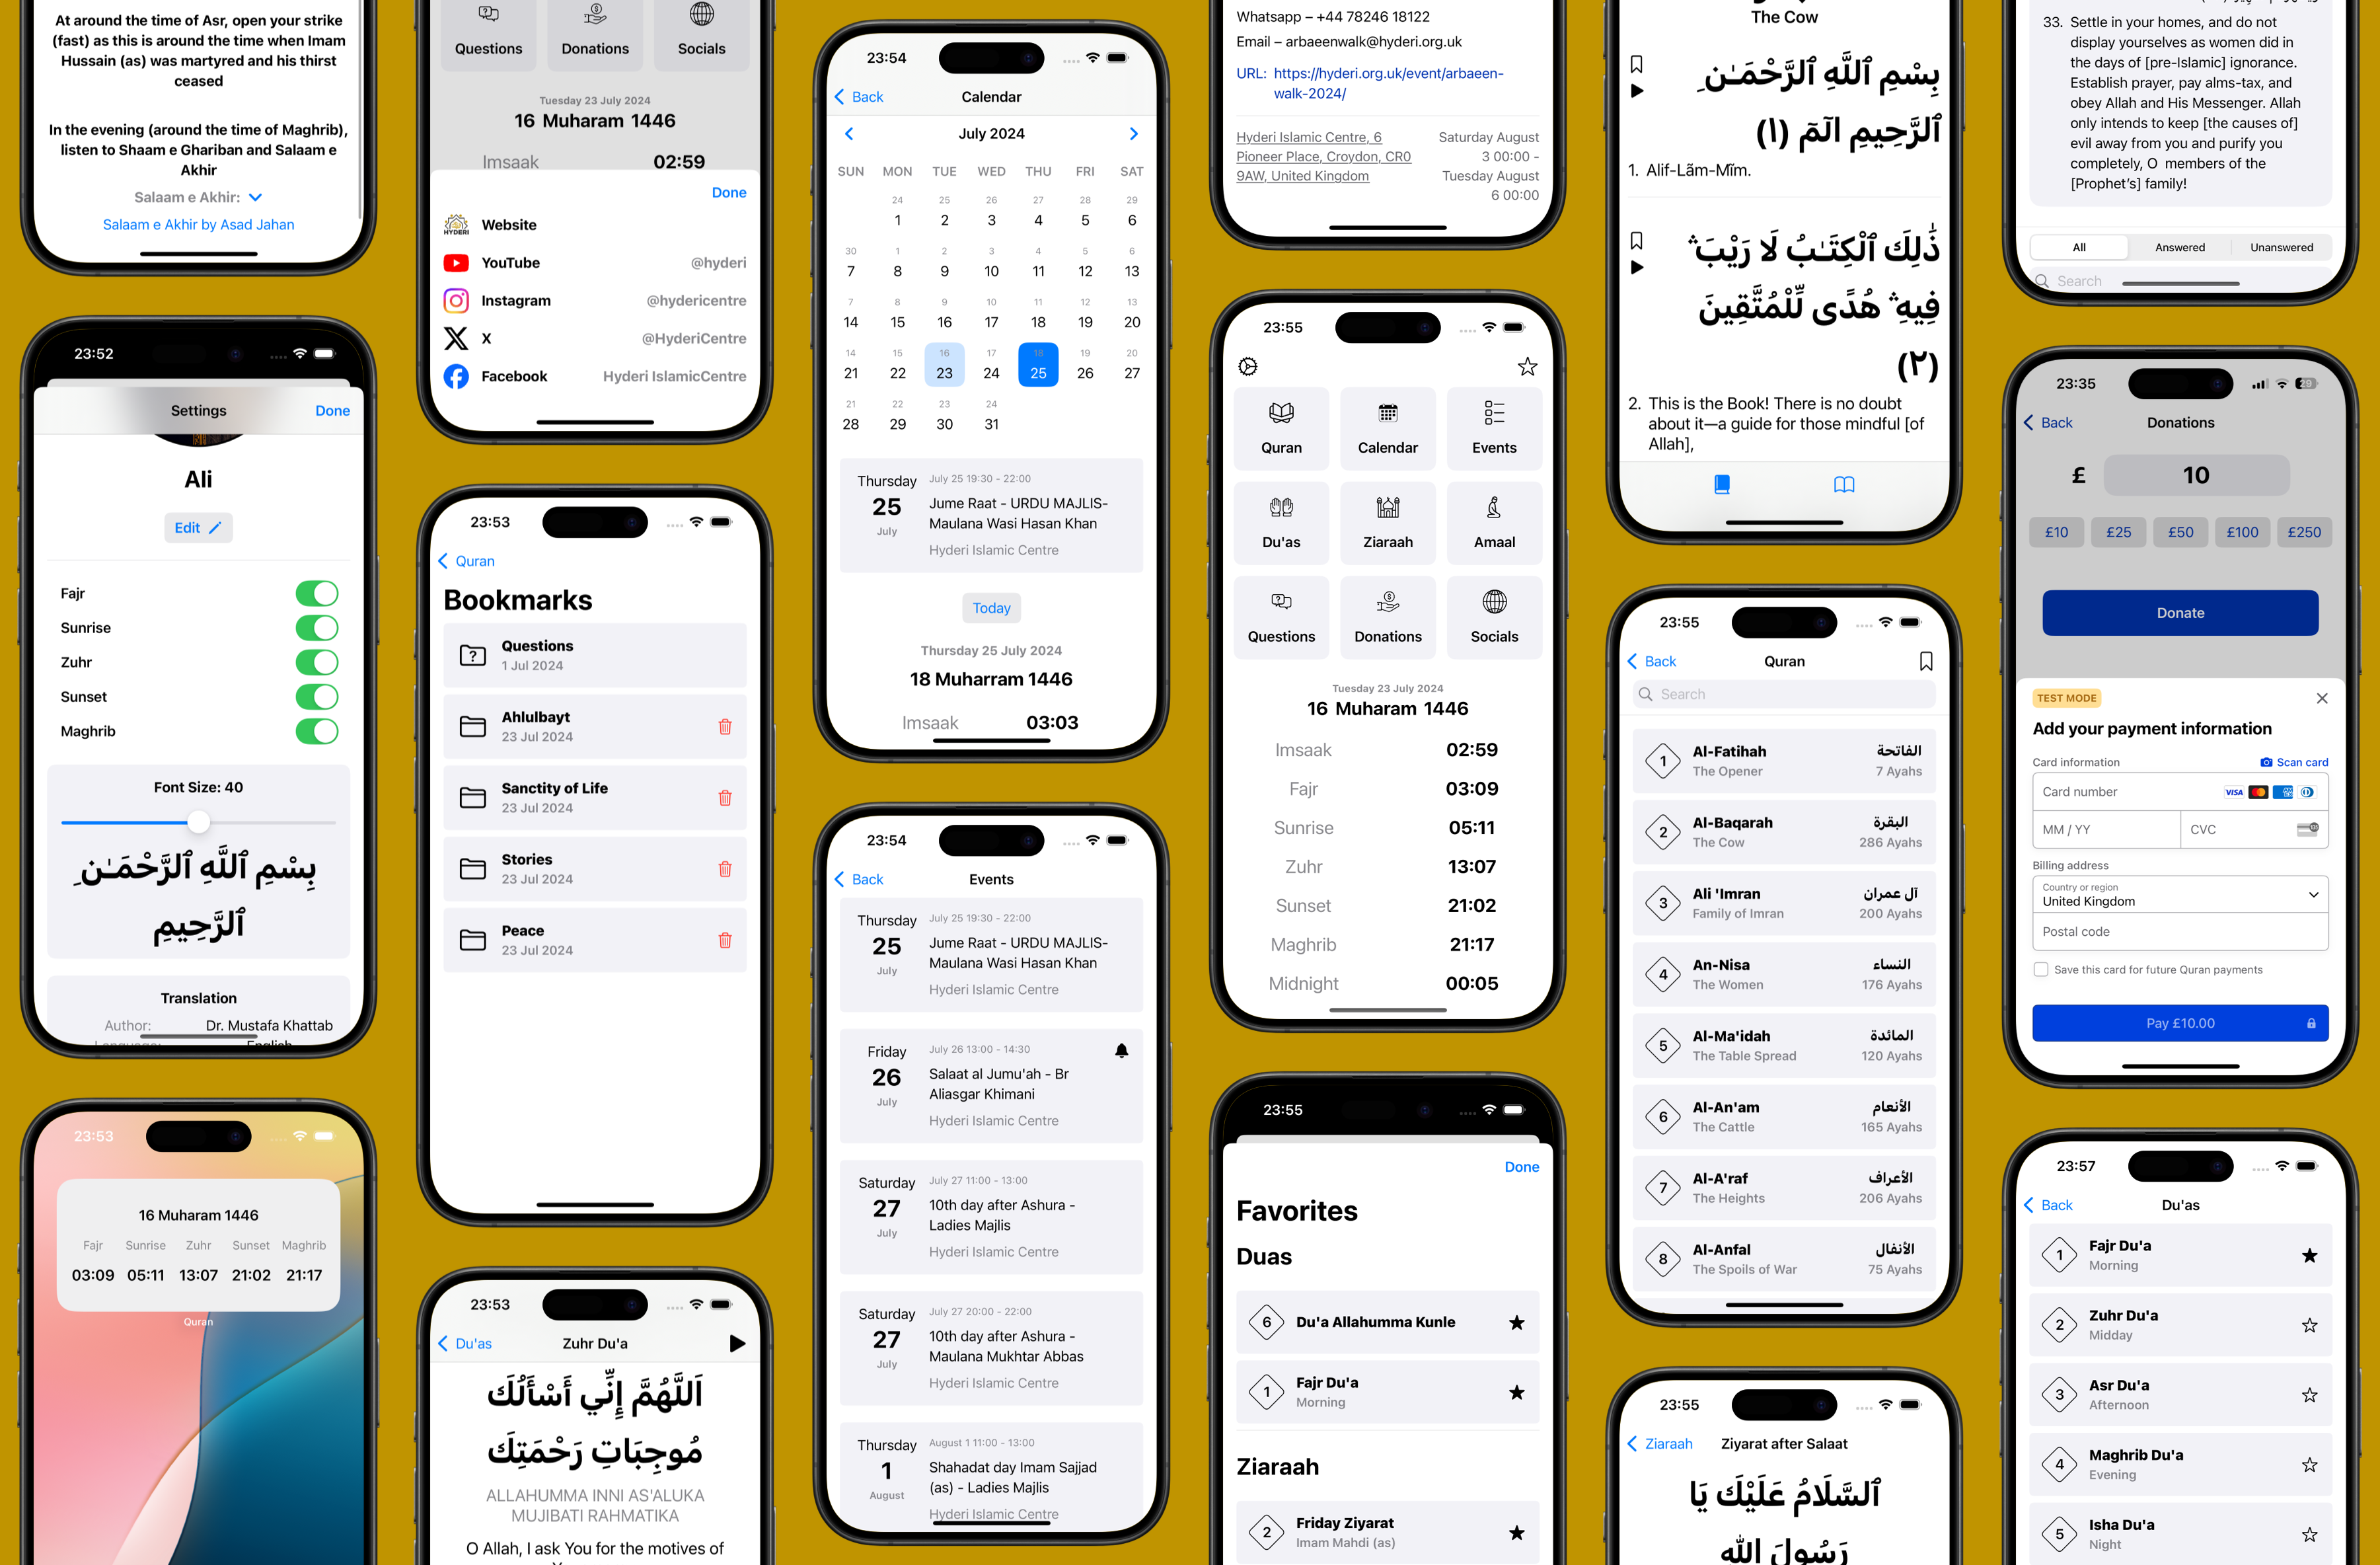 At around the time of Asr, open your strike
(fast) as this is around the time when Imam
Hussain (as) was martyred and his thirst
ceased
In the evening (around the time of Maghrib),
listen to Shaam e Ghariban and Salaam e
Akhir
Salaam e Akhir:
Salaam e Akhir by Asad Jahan
23:52
Settings
Done
Ali
Edit
Fajr
Sunrise
Zuhr
Sunset
Maghrib
Font Size: 40
بِسْمِ ٱللَّهِ ٱلرَّحْمَـٰنِ
ٱلرَّحِيمِ
Translation
Author: Dr. Mustafa Khattab
Language: English
23:53
16 Muharam 1446
Fajr Sunrise Zuhr Sunset Maghrib
03:09 05:11 13:07 21:02 21:17
Quran
Questions Donations Socials
Tuesday 23 July 2024
16 Muharam 1446
Imsaak 02:59
Done
HYDERI
Website
YouTube @hyderi
Instagram @hydericentre
X @HyderiCentre
Facebook Hyderi IslamicCentre
23:53
Quran
Bookmarks
Questions
1 Jul 2024
Ahlulbayt
23 Jul 2024
Sanctity of Life
23 Jul 2024
Stories
23 Jul 2024
Peace
23 Jul 2024
23:53
Du'as Zuhr Du'a
اَللَّهُمَّ إِنِّي أَسْأَلُكَ
مُوجِبَاتِ رَحْمَتِكَ
ALLAHUMMA INNI AS'ALUKA
MUJIBATI RAHMATIKA
O Allah, I ask You for the motives of
23:54
Back Calendar
July 2024
SUN MON TUE WED THU FRI SAT
24 25 26 27 28 29
1 2 3 4 5 6
30 1 2 3 4 5 6
7 8 9 10 11 12 13
7 8 9 10 11 12 13
14 15 16 17 18 19 20
14 15 16 17 18 19 20
21 22 23 24 25 26 27
21 22 23 24
28 29 30 31
Thursday July 25 19:30 - 22:00
25 Jume Raat - URDU MAJLIS-
Maulana Wasi Hasan Khan
July
Hyderi Islamic Centre
Today
Thursday 25 July 2024
18 Muharram 1446
Imsaak 03:03
23:54
Back Events
Thursday July 25 19:30 - 22:00
25 Jume Raat - URDU MAJLIS-
Maulana Wasi Hasan Khan
July
Hyderi Islamic Centre
Friday July 26 13:00 - 14:30
26 Salaat al Jumu'ah - Br
Aliasgar Khimani
July
Hyderi Islamic Centre
Saturday July 27 11:00 - 13:00
27 10th day after Ashura -
Ladies Majlis
July
Hyderi Islamic Centre
Saturday July 27 20:00 - 22:00
27 10th day after Ashura -
Maulana Mukhtar Abbas
July
Hyderi Islamic Centre
Thursday August 1 11:00 - 13:00
1 Shahadat day Imam Sajjad
(as) - Ladies Majlis
August
Hyderi Islamic Centre
Whatsapp – +44 78246 18122
Email – arbaeenwalk@hyderi.org.uk
URL: https://hyderi.org.uk/event/arbaeen-
walk-2024/
Hyderi Islamic Centre, 6
Pioneer Place, Croydon, CR0
9AW, United Kingdom
Saturday August
3 00:00 -
Tuesday August
6 00:00
23:55
Quran Calendar Events
Du'as Ziaraah Amaal
Questions Donations Socials
Tuesday 23 July 2024
16 Muharam 1446
Imsaak 02:59
Fajr 03:09
Sunrise 05:11
Zuhr 13:07
Sunset 21:02
Maghrib 21:17
Midnight 00:05
23:55
Done
Favorites
Duas
6 Du'a Allahumma Kunle
1 Fajr Du'a
Morning
Ziaraah
2 Friday Ziyarat
Imam Mahdi (as)
The Cow
بِسْمِ ٱللَّهِ ٱلرَّحْمَـٰنِ
ٱلرَّحِيمِ الٓمٓ (١)
1. Alif-Lãm-Mĩm.
ذَٰلِكَ ٱلْكِتَـٰبُ لَا رَيْبَ ۛ
فِيهِ ۛ هُدًى لِّلْمُتَّقِينَ
(٢)
2. This is the Book! There is no doubt
about it—a guide for those mindful [of
Allah],
23:55
Back Quran
Search
1 Al-Fatihah الفاتحة
The Opener 7 Ayahs
2 Al-Baqarah البقرة
The Cow 286 Ayahs
3 Ali 'Imran آل عمران
Family of Imran 200 Ayahs
4 An-Nisa النساء
The Women 176 Ayahs
5 Al-Ma'idah المائدة
The Table Spread 120 Ayahs
6 Al-An'am الأنعام
The Cattle 165 Ayahs
7 Al-A'raf الأعراف
The Heights 206 Ayahs
8 Al-Anfal الأنفال
The Spoils of War 75 Ayahs
23:55
Ziaraah Ziyarat after Salaat
ٱلسَّلَامُ عَلَيْكَ يَا
رَسُولَ الله
33. Settle in your homes, and do not
display yourselves as women did in
the days of [pre-Islamic] ignorance.
Establish prayer, pay alms-tax, and
obey Allah and His Messenger. Allah
only intends to keep [the causes of]
evil away from you and purify you
completely, O members of the
[Prophet's] family!
All Answered Unanswered
Search
23:35
29
Back Donations
£ 10
£10 £25 £50 £100 £250
Donate
TEST MODE
Add your payment information
Card information Scan card
Card number VISA
MM / YY CVC
Billing address
Country or region
United Kingdom
Postal code
Save this card for future Quran payments
Pay £10.00
23:57
Back Du'as
1 Fajr Du'a
Morning
2 Zuhr Du'a
Midday
3 Asr Du'a
Afternoon
4 Maghrib Du'a
Evening
5 Isha Du'a
Night